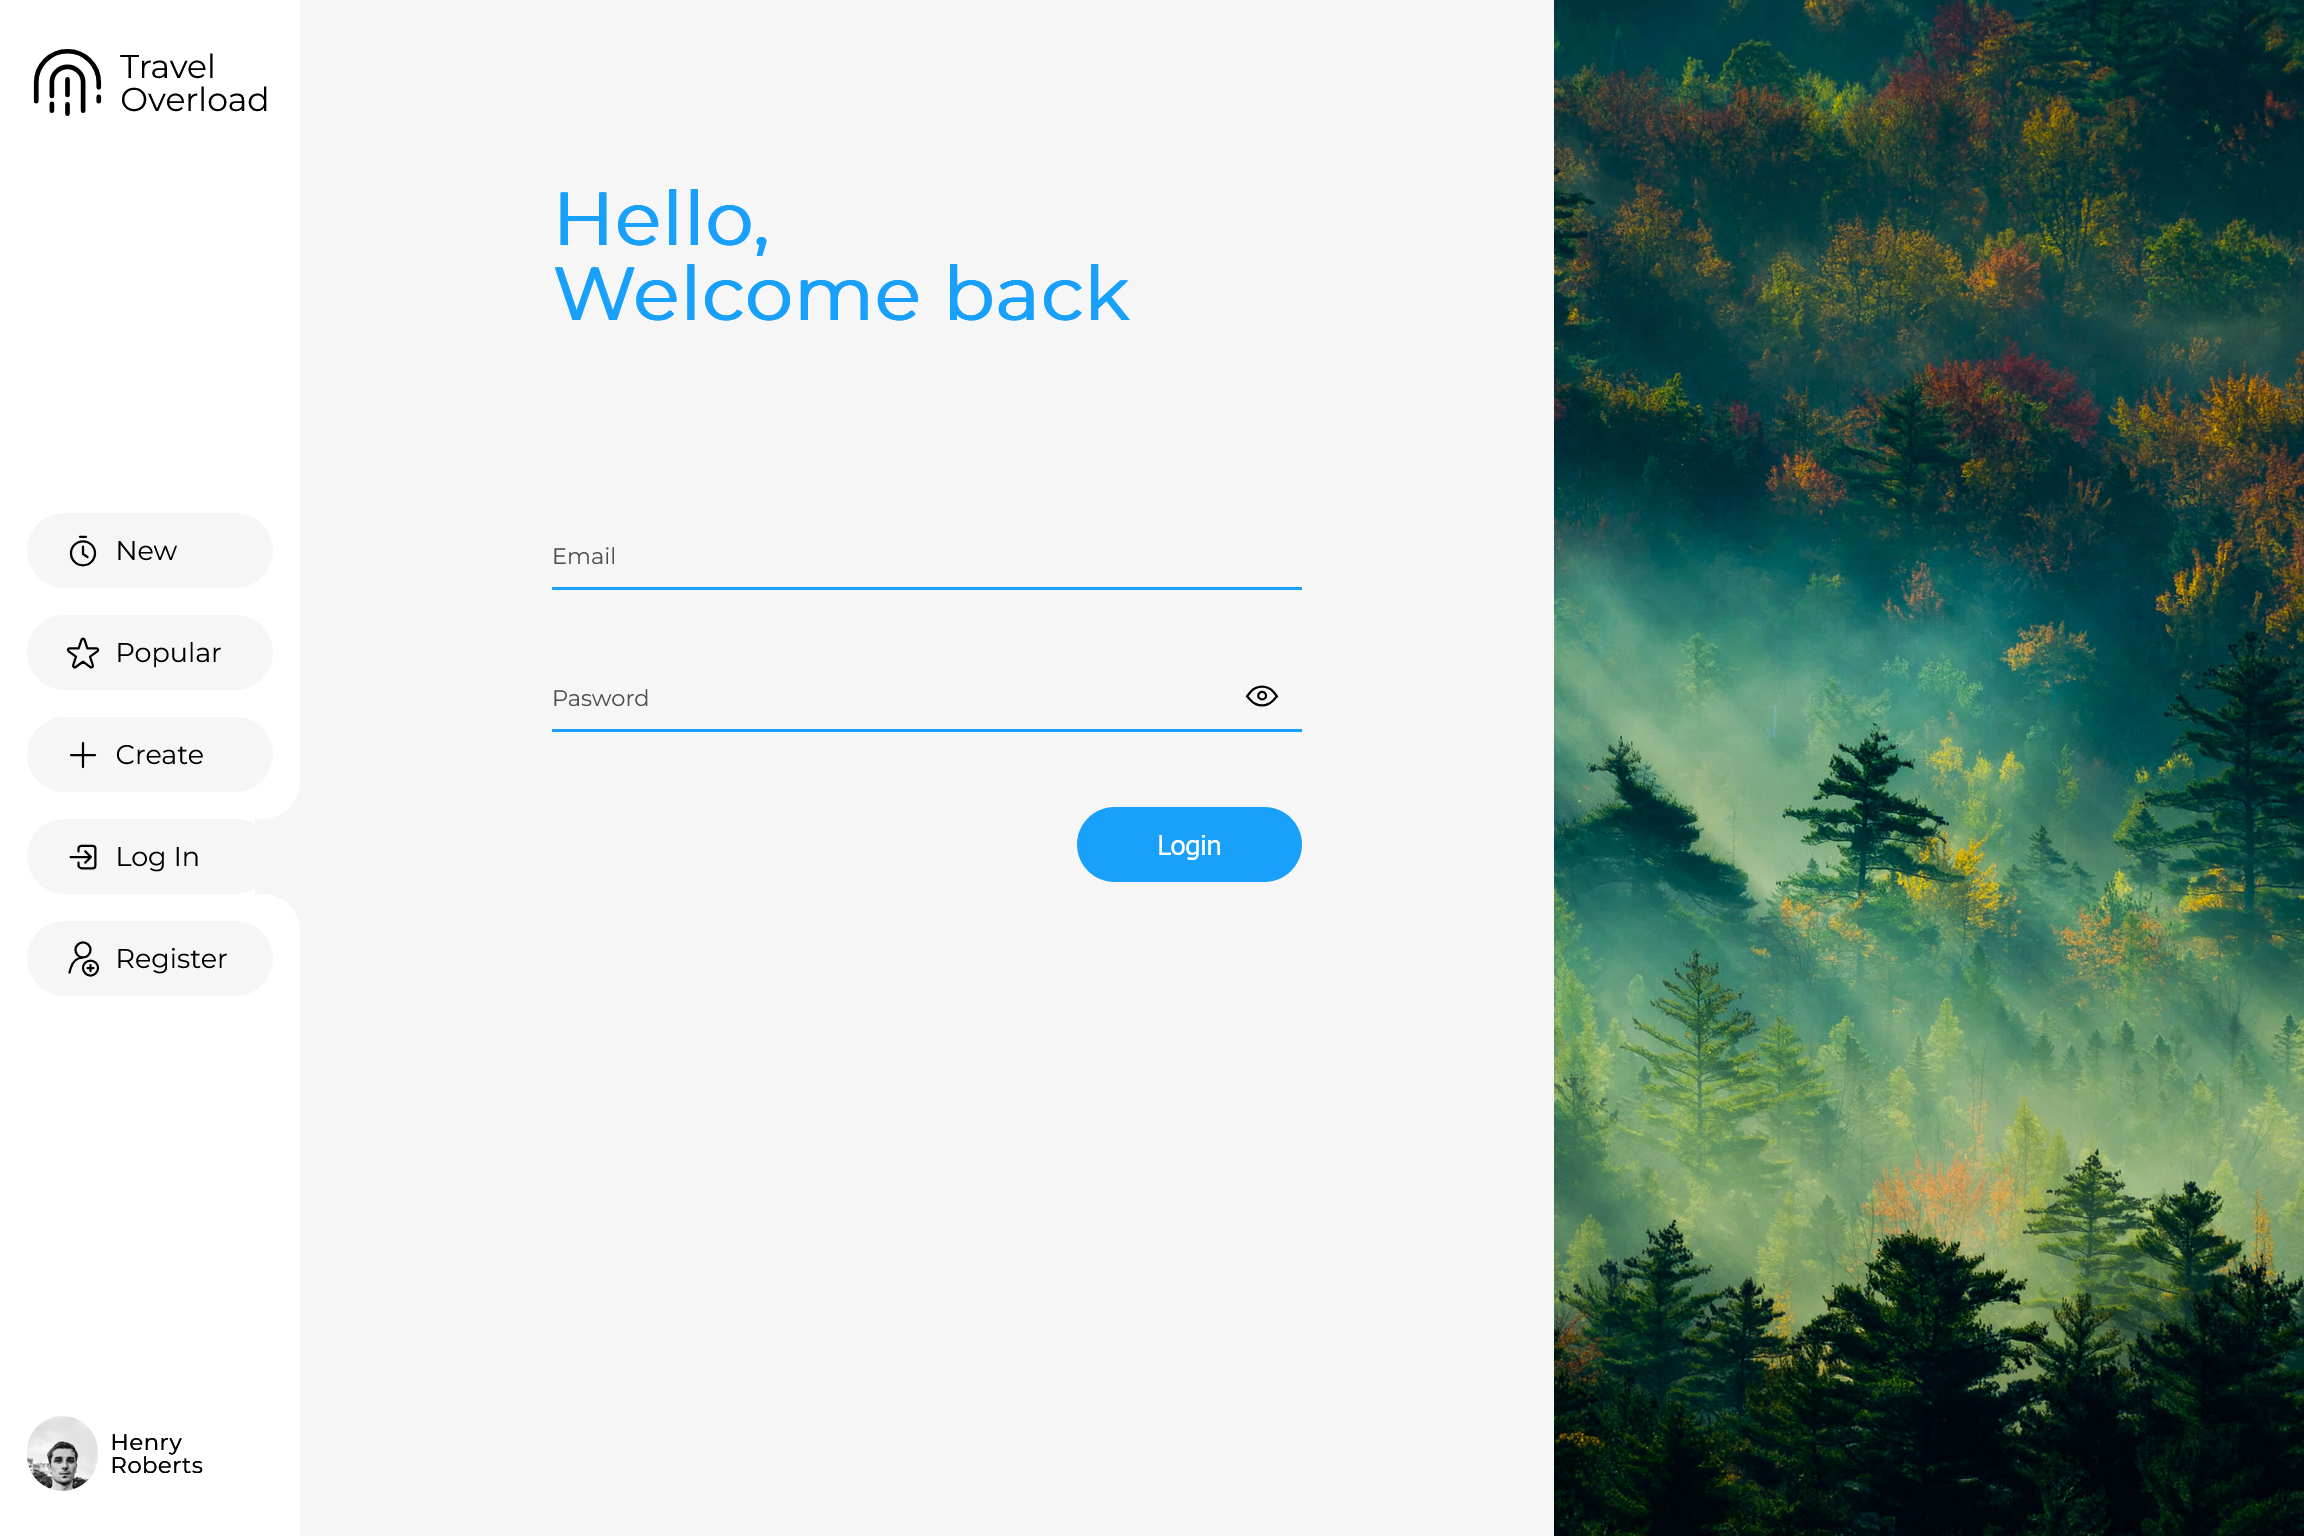 Travel
Overload
Hello,
Welcome back
New
Popular
Create
Log In
Register
Email
Pasword
Login
Henry
Roberts